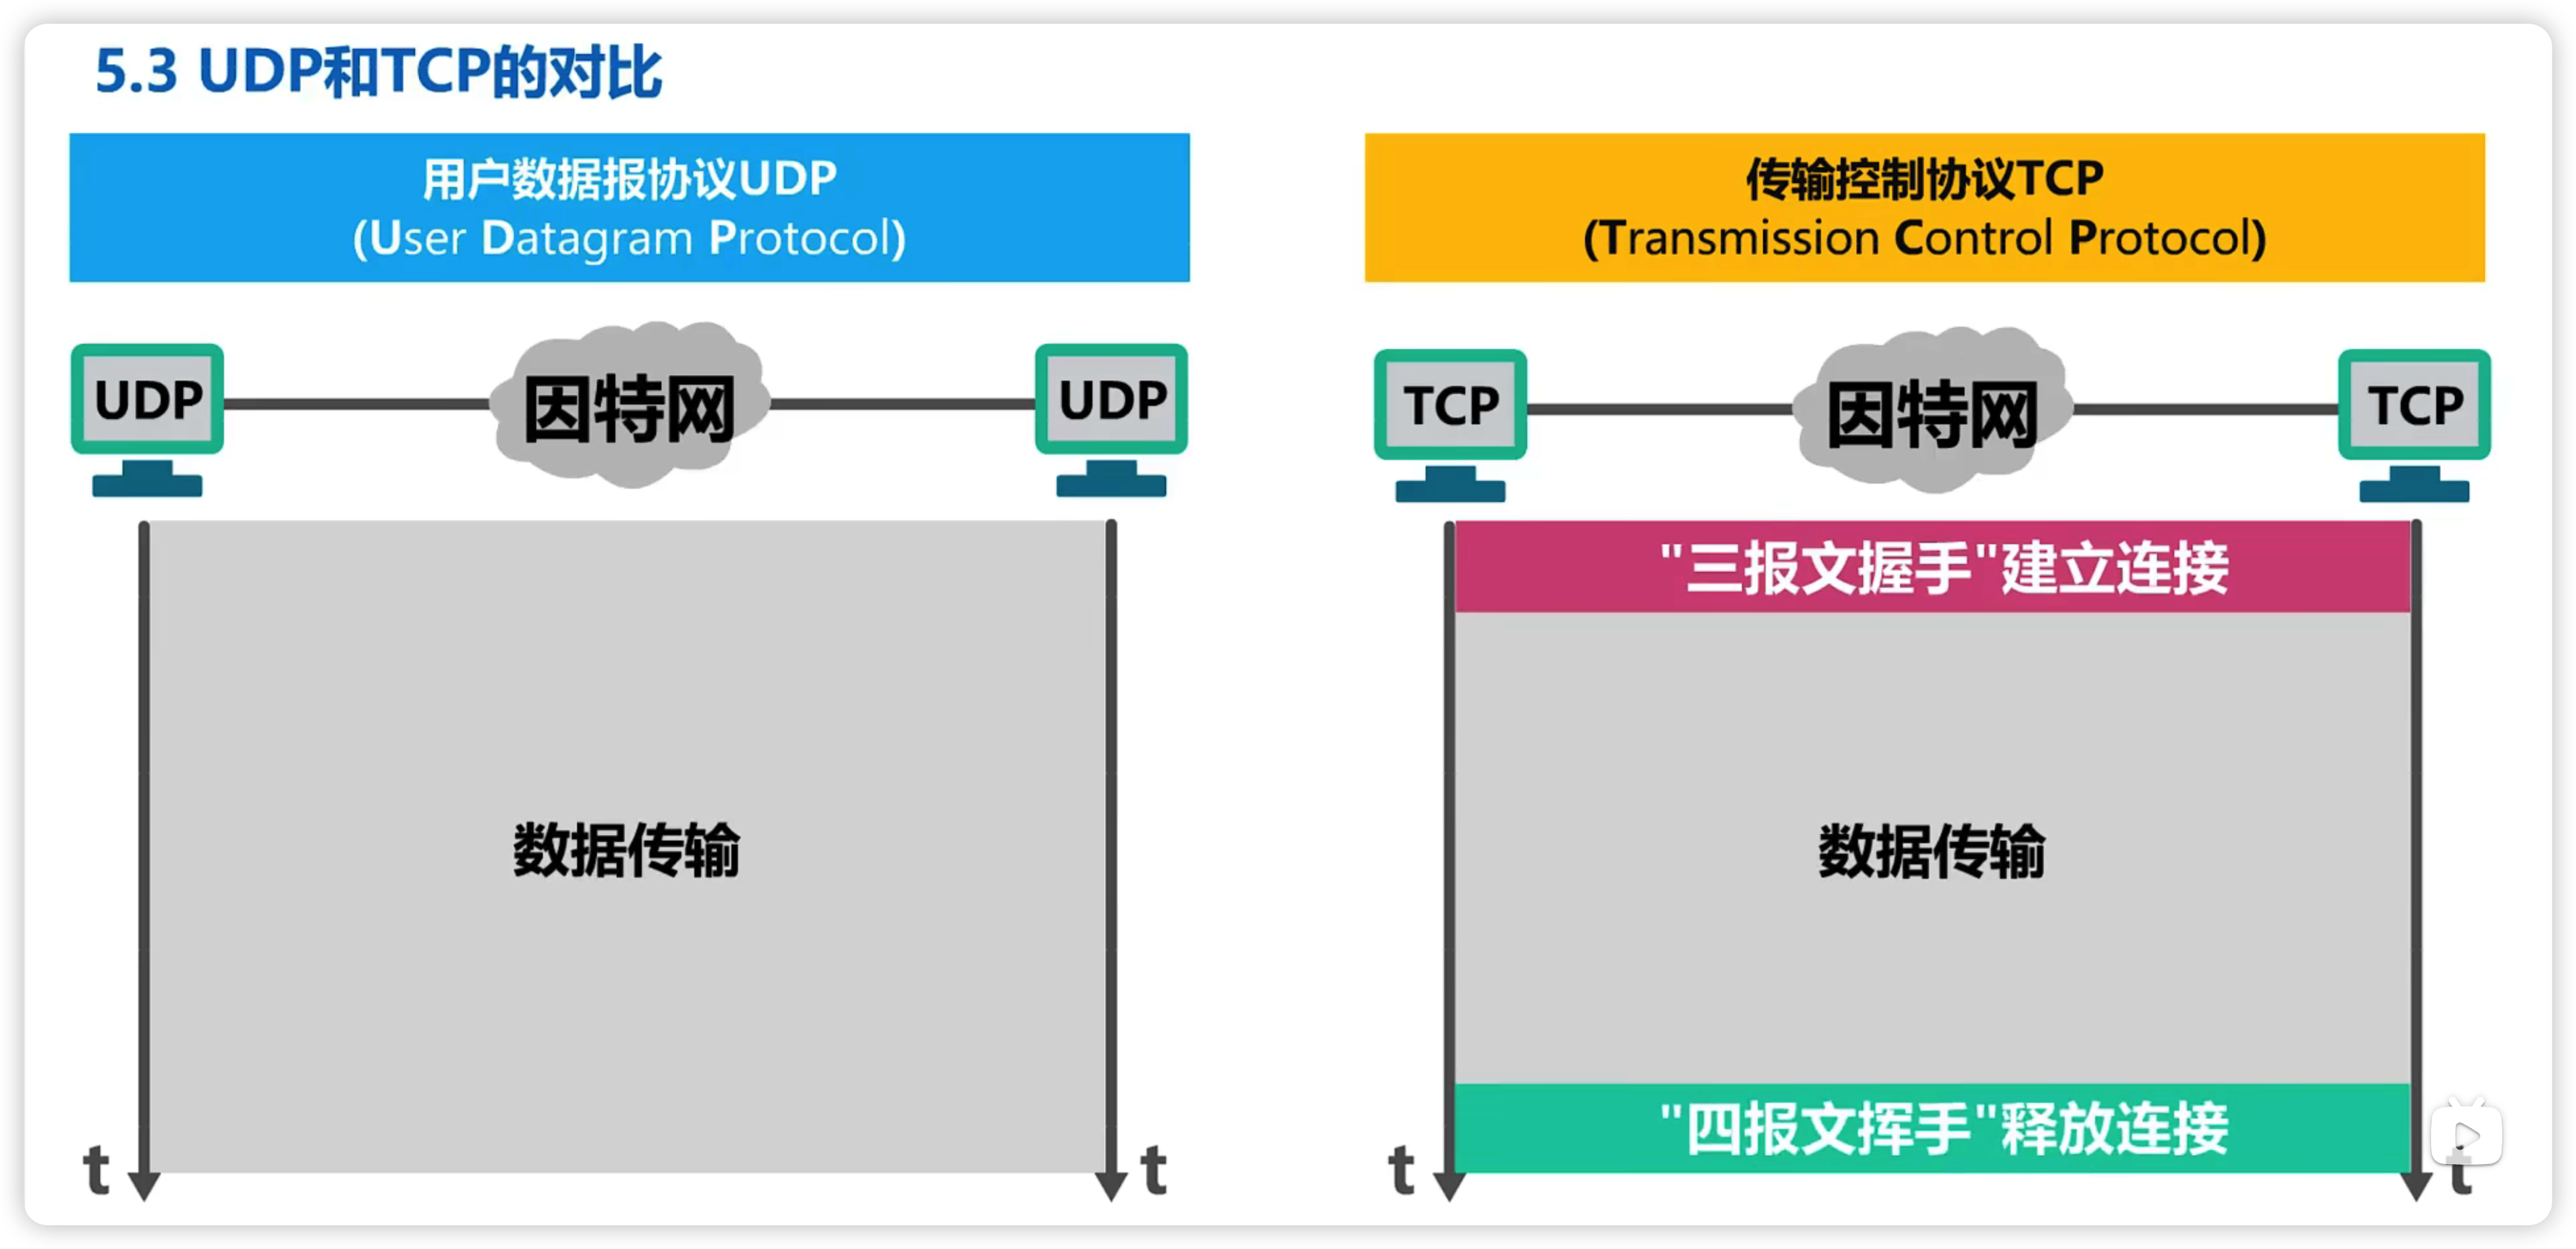 5.3 UDP和TCP的对比
用户数据报协议UDP
(User Datagram Protocol)
传输控制协议TCP
(Transmission Control Protocol)
UDP
因特网
UDP
TCP
因特网
TCP
数据传输
t
t
"三报文握手"建立连接
数据传输
"四报文挥手"释放连接
t
t